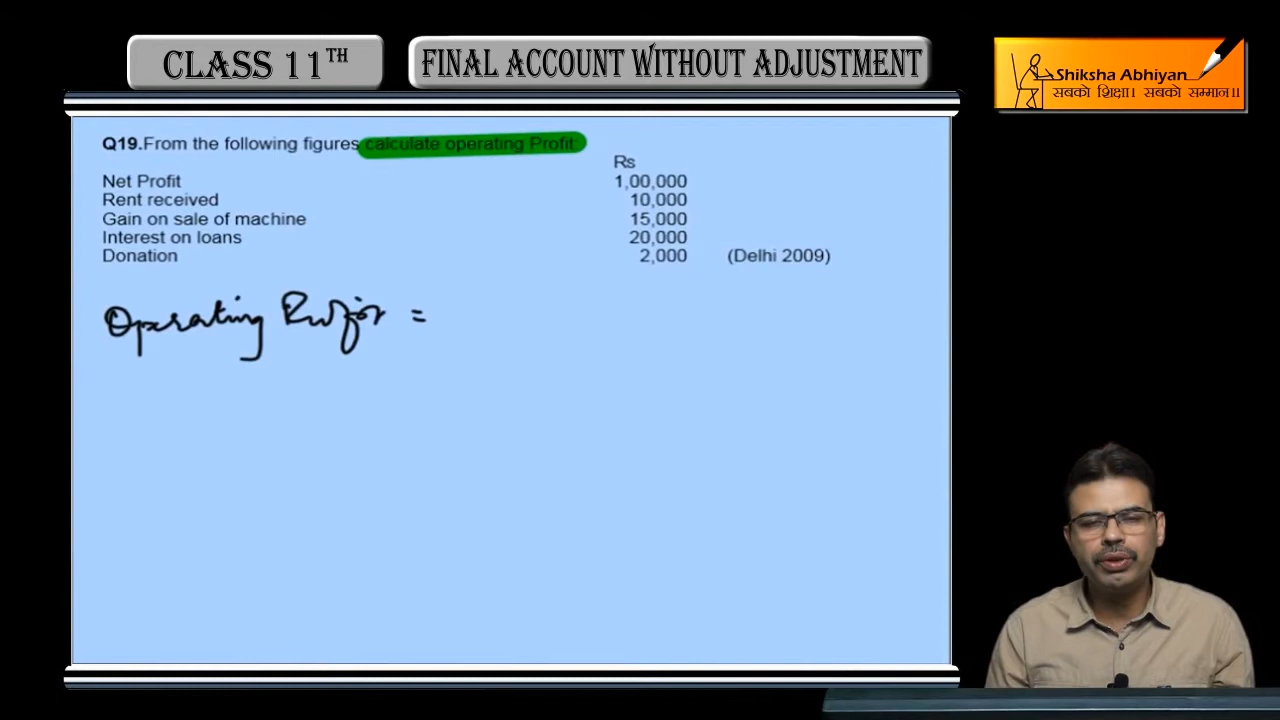 CLASS 11TH
FINAL ACCOUNT WITHOUT ADJUSTMENT
Shiksha Abhiyan
सबको शिक्षा। सबको सम्मान॥
Q19.From the following figures calculate operating Profit
Rs
Net Profit 1,00,000
Rent received 10,000
Gain on sale of machine 15,000
Interest on loans 20,000
Donation 2,000 (Delhi 2009)
Operating Profit =